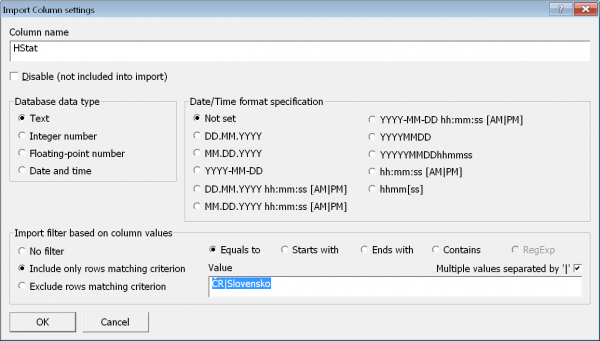 Import Column settings
Column name
HStat
Disable (not included into import)
Database data type
Text
Integer number
Floating-point number
Date and time
Date/Time format specification
Not set
DD.MM.YYYY
MM.DD.YYYY
YYYY-MM-DD
DD.MM.YYYY hh:mm:ss [AM|PM]
MM.DD.YYYY hh:mm:ss [AM|PM]
YYYY-MM-DD hh:mm:ss [AM|PM]
YYYYMMDD
YYYYYMMDDhhmmss
hh:mm:ss [AM|PM]
hhmm[ss]
Import filter based on column values
No filter
Include only rows matching criterion
Exclude rows matching criterion
Equals to
Starts with
Ends with
Contains
RegExp
Value
Multiple values separated by '|'
ČR|Slovensko
OK
Cancel